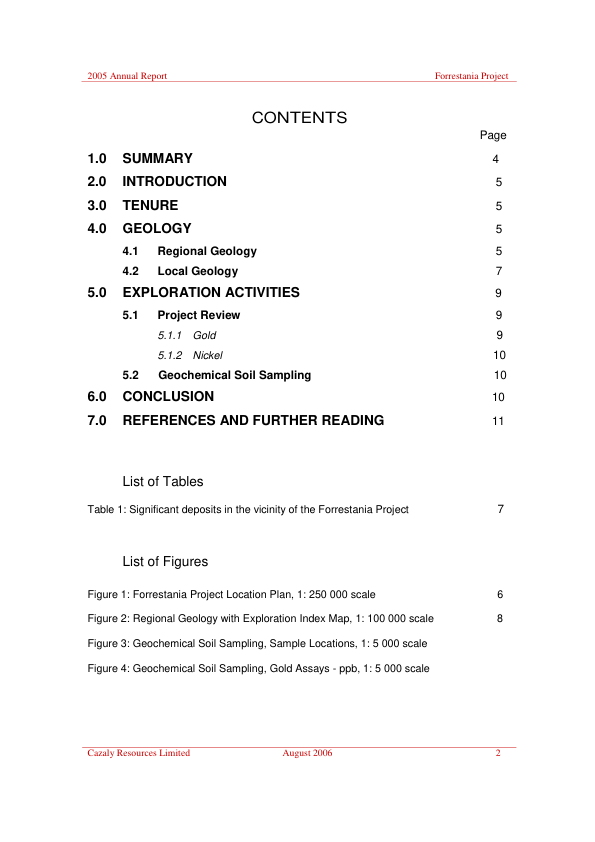 2005 Annual Report Forrestania Project
CONTENTS
Page
1.0 SUMMARY 4
2.0 INTRODUCTION 5
3.0 TENURE 5
4.0 GEOLOGY 5
4.1 Regional Geology 5
4.2 Local Geology 7
5.0 EXPLORATION ACTIVITIES 9
5.1 Project Review 9
5.1.1 Gold 9
5.1.2 Nickel 10
5.2 Geochemical Soil Sampling 10
6.0 CONCLUSION 10
7.0 REFERENCES AND FURTHER READING 11
List of Tables
Table 1: Significant deposits in the vicinity of the Forrestania Project 7
List of Figures
Figure 1: Forrestania Project Location Plan, 1: 250 000 scale 6
Figure 2: Regional Geology with Exploration Index Map, 1: 100 000 scale 8
Figure 3: Geochemical Soil Sampling, Sample Locations, 1: 5 000 scale
Figure 4: Geochemical Soil Sampling, Gold Assays - ppb, 1: 5 000 scale
Cazaly Resources Limited August 2006 2